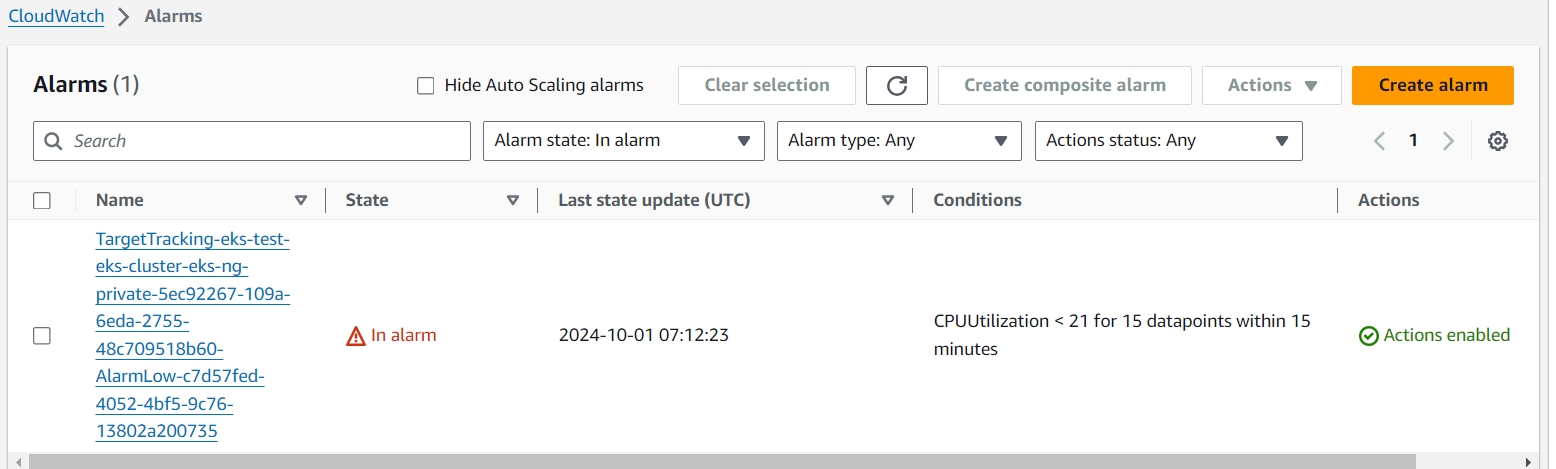 CloudWatch > Alarms
Alarms (1)
Hide Auto Scaling alarms
Clear selection
Create composite alarm
Actions
Create alarm
Search
Alarm state: In alarm
Alarm type: Any
Actions status: Any
1
Name
State
Last state update (UTC)
Conditions
Actions
TargetTracking-eks-test-
eks-cluster-eks-ng-
private-5ec92267-109a-
6eda-2755-
48c709518b60-
AlarmLow-c7d57fed-
4052-4bf5-9c76-
13802a200735
In alarm
2024-10-01 07:12:23
CPUUtilization < 21 for 15 datapoints within 15
minutes
Actions enabled